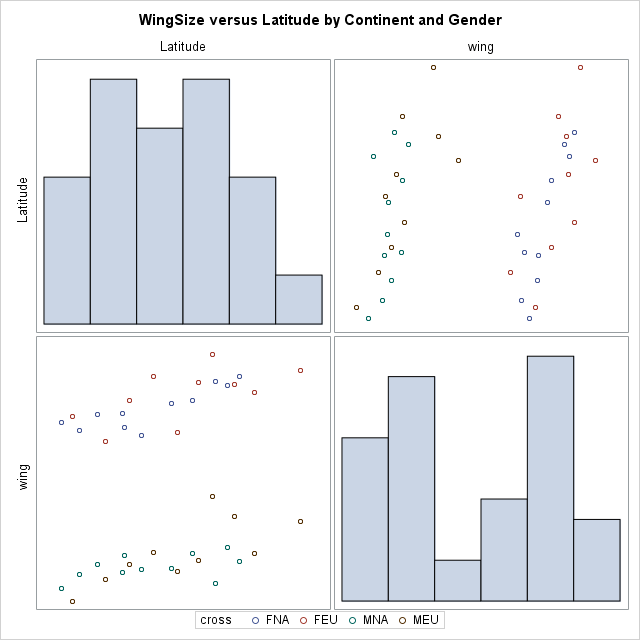 WingSize versus Latitude by Continent and Gender
Latitude
wing
Latitude
wing
cross FNA FEU MNA MEU